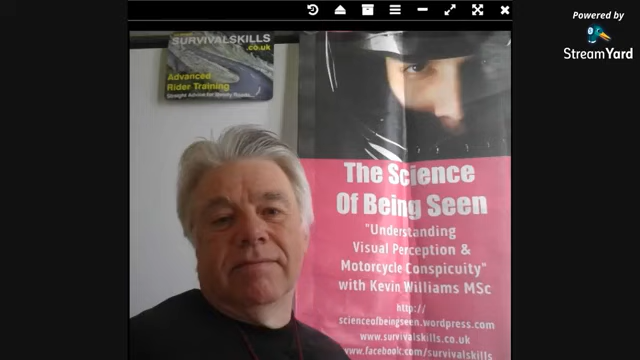 Powered by
StreamYard
SURVIVALSKILLS
.co.uk
Advanced
Rider Training
The Science
Of Being Seen
"Understanding
Visual Perception &
Motorcycle Conspicuity"
with Kevin Williams MSc
http://
scienceofbeingseen.wordpress.com
www.survivalskills.co.uk
www.facebook.com/survivalskills